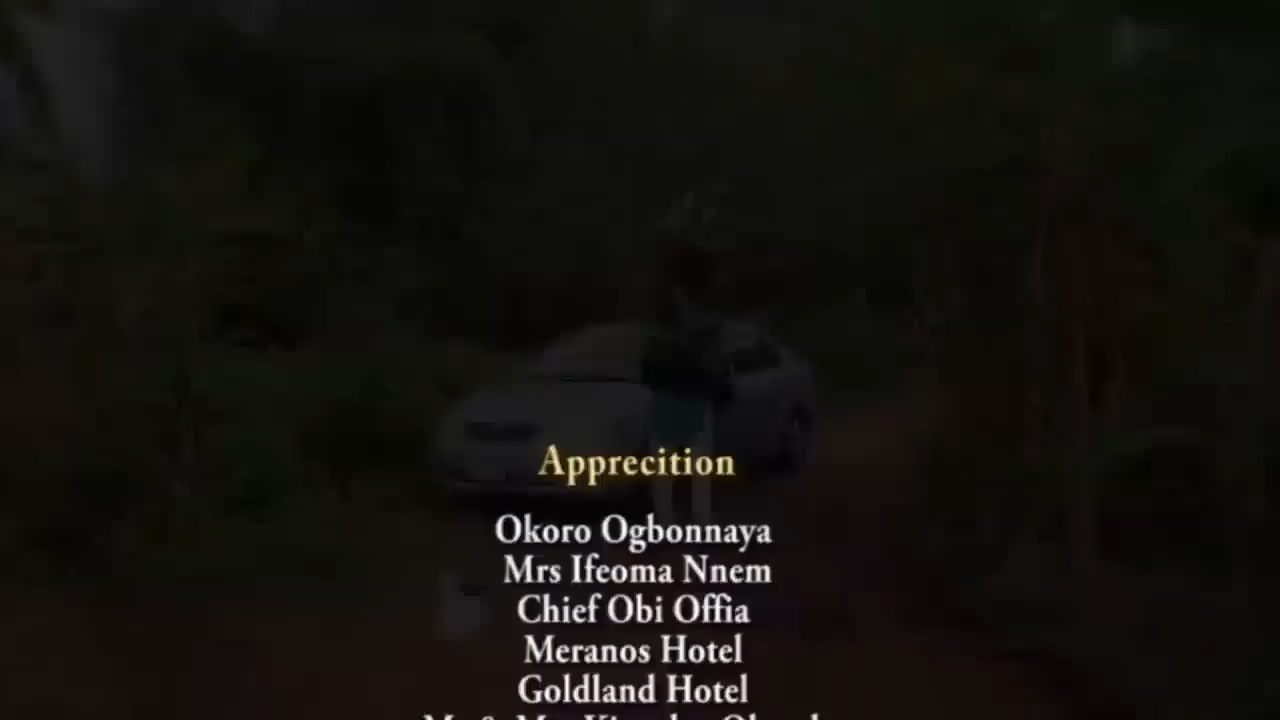 Apprecition
Okoro Ogbonnaya
Mrs Ifeoma Nnem
Chief Obi Offia
Meranos Hotel
Goldland Hotel